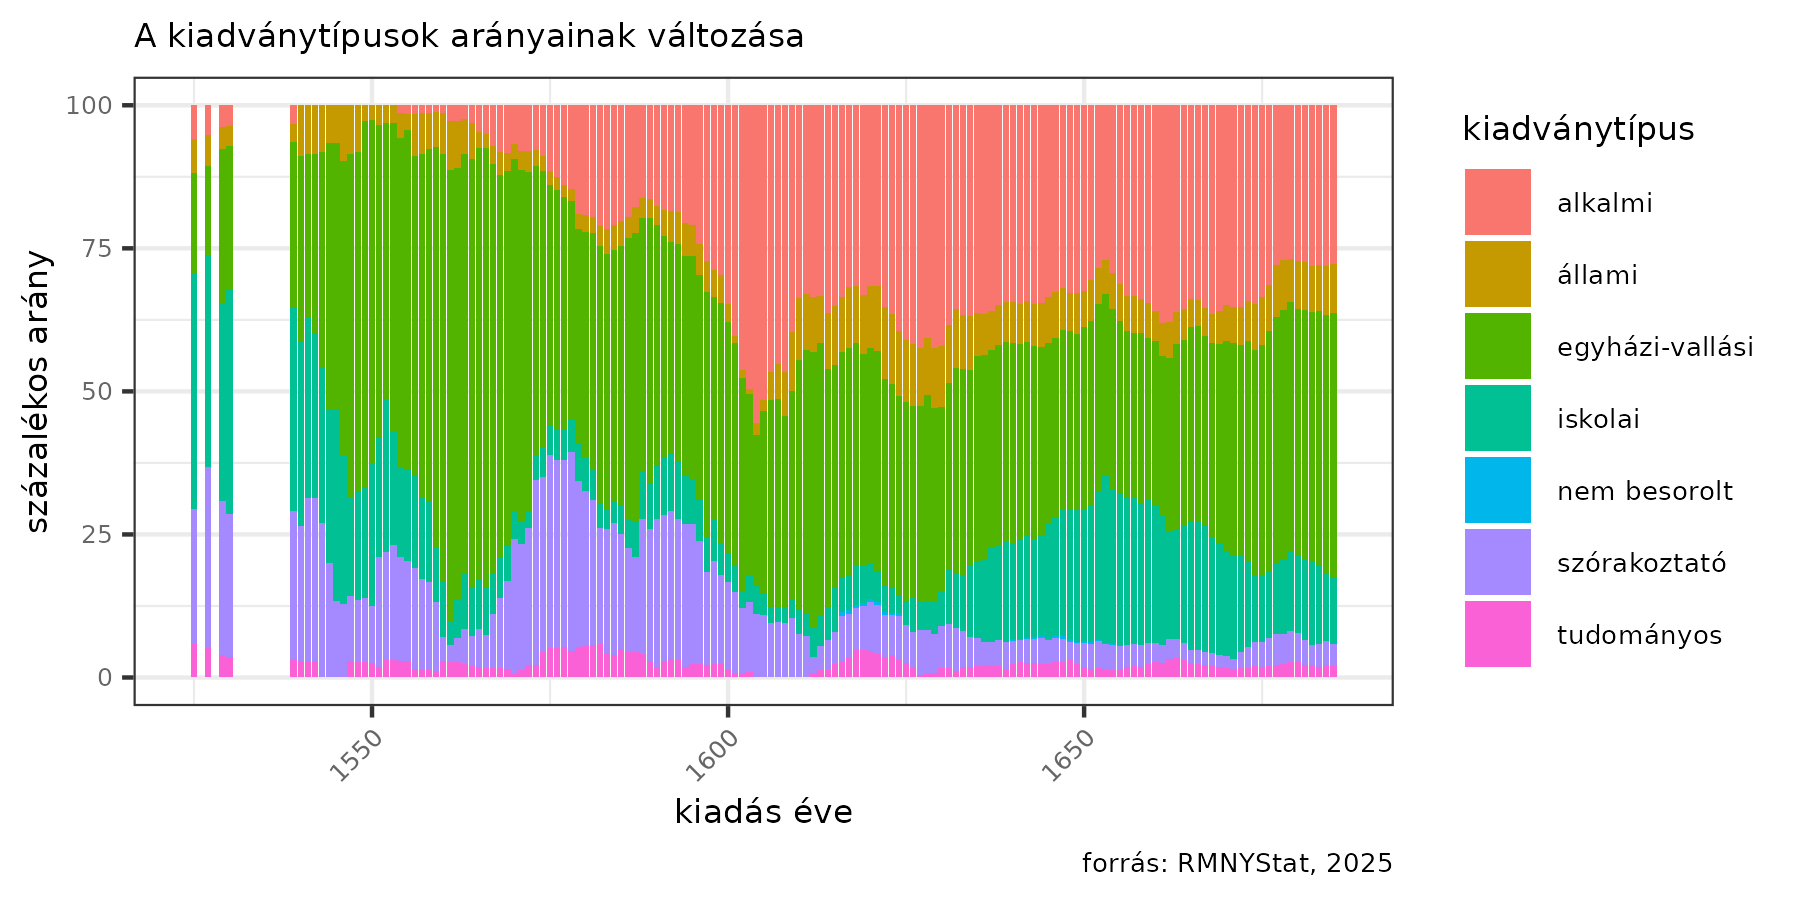 A kiadványtípusok arányainak változása
százalékos arány
100
75
50
25
0
1550
1600
1650
kiadás éve
kiadványtípus
alkalmi
állami
egyházi-vallási
iskolai
nem besorolt
szórakoztató
tudományos
forrás: RMNYStat, 2025